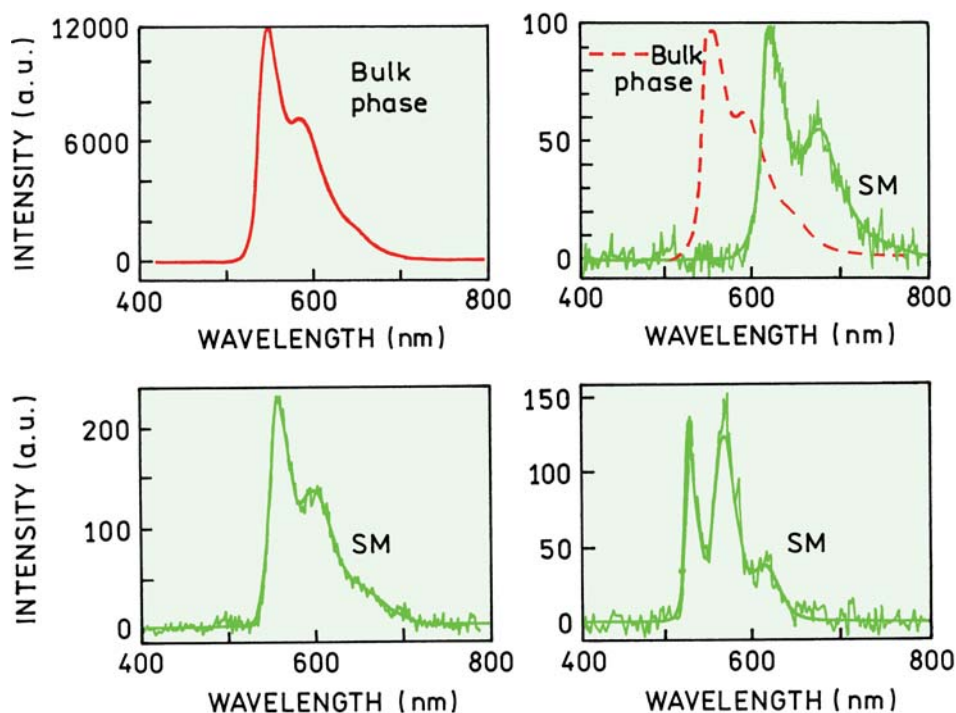 INTENSITY (a.u.)
12000
6000
0
Bulk
phase
400
600
800
WAVELENGTH (nm)
100
50
0
Bulk
phase
SM
400
600
800
WAVELENGTH (nm)
INTENSITY (a.u.)
200
100
0
SM
400
600
800
WAVELENGTH (nm)
150
100
50
0
SM
400
600
800
WAVELENGTH (nm)